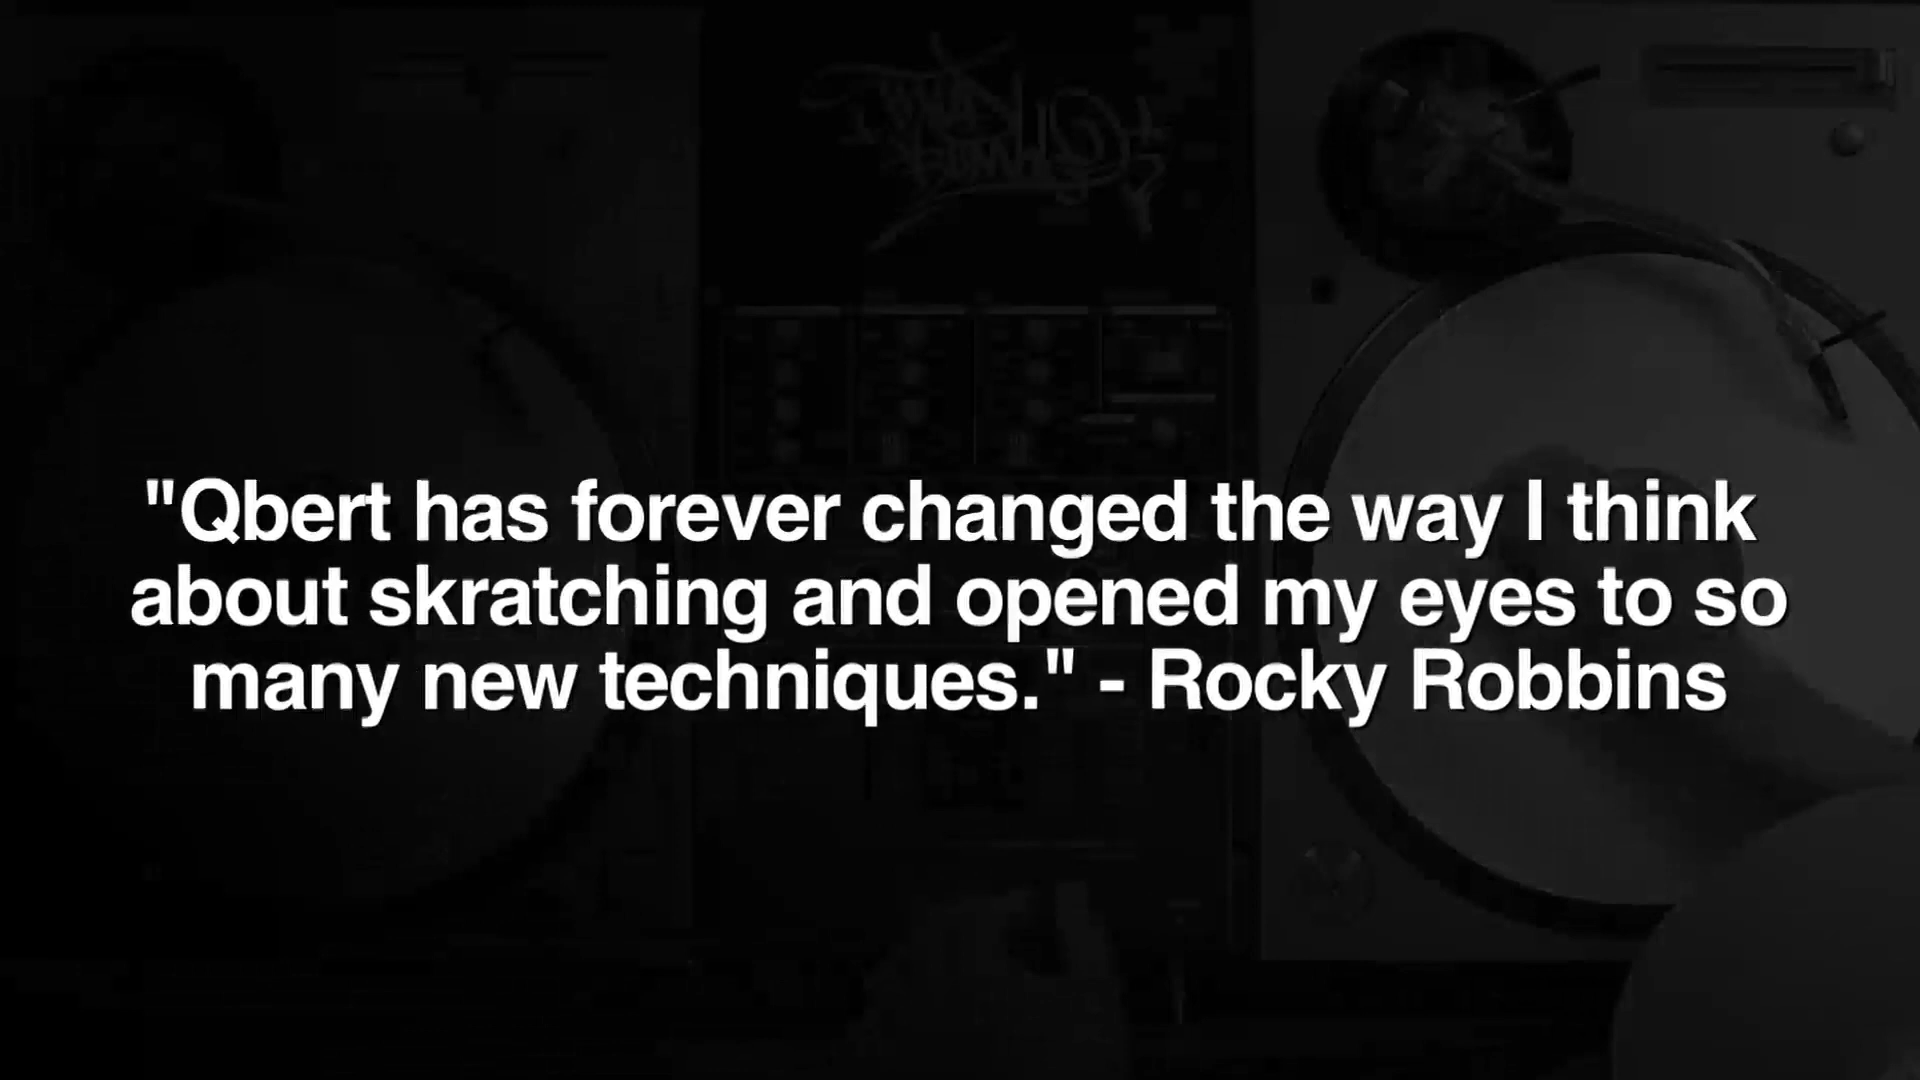 "Qbert has forever changed the way I think
about skratching and opened my eyes to so
many new techniques." - Rocky Robbins